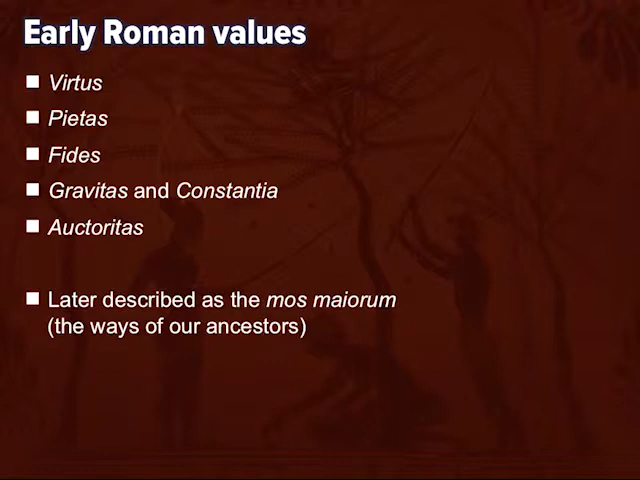 Early Roman values
■ Virtus
■ Pietas
■ Fides
■ Gravitas and Constantia
■ Auctoritas
■ Later described as the mos maiorum
(the ways of our ancestors)